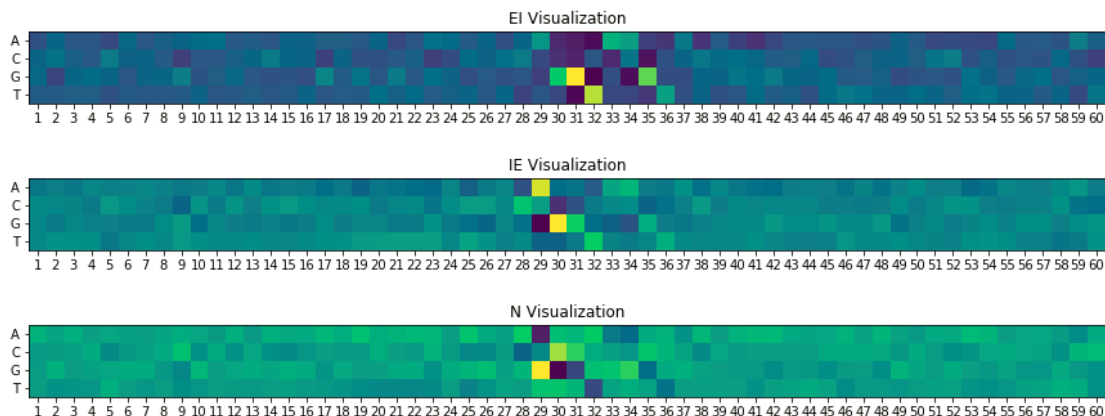 EI Visualization
A
C
G
T
1 2 3 4 5 6 7 8 9 10 11 12 13 14 15 16 17 18 19 20 21 22 23 24 25 26 27 28 29 30 31 32 33 34 35 36 37 38 39 40 41 42 43 44 45 46 47 48 49 50 51 52 53 54 55 56 57 58 59 60
IE Visualization
A
C
G
T
1 2 3 4 5 6 7 8 9 10 11 12 13 14 15 16 17 18 19 20 21 22 23 24 25 26 27 28 29 30 31 32 33 34 35 36 37 38 39 40 41 42 43 44 45 46 47 48 49 50 51 52 53 54 55 56 57 58 59 60
N Visualization
A
C
G
T
1 2 3 4 5 6 7 8 9 10 11 12 13 14 15 16 17 18 19 20 21 22 23 24 25 26 27 28 29 30 31 32 33 34 35 36 37 38 39 40 41 42 43 44 45 46 47 48 49 50 51 52 53 54 55 56 57 58 59 60